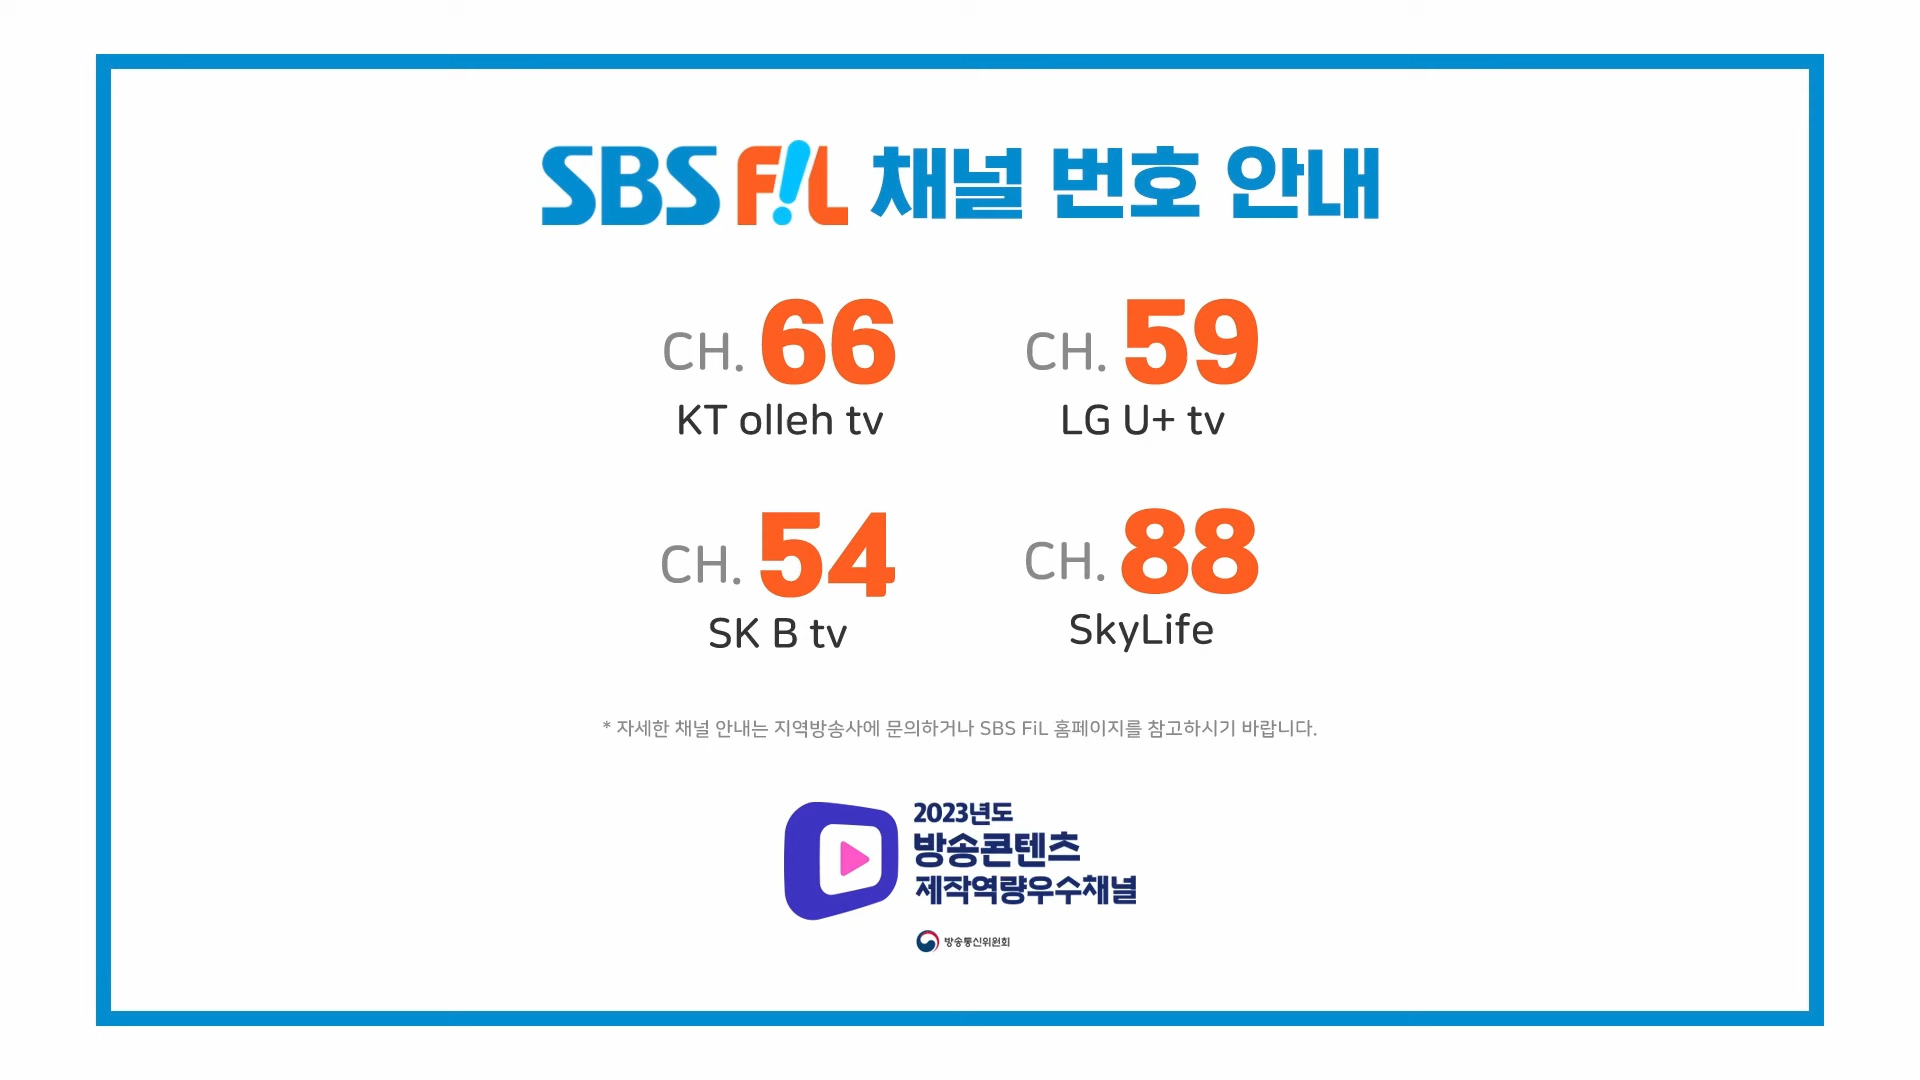 SBS F!L 채널 번호 안내
CH. 66
KT olleh tv
CH. 59
LG U+ tv
CH. 54
SK B tv
CH. 88
SkyLife
* 자세한 채널 안내는 지역방송사에 문의하거나 SBS FiL 홈페이지를 참고하시기 바랍니다.
2023년도
방송콘텐츠
제작역량우수채널
방송통신위원회